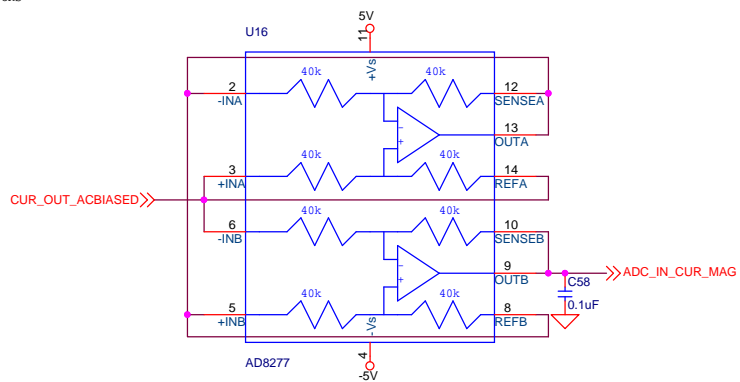 5V
U16
11
+Vs
40k
40k
2
-INA
12
SENSEA
13
OUTA
40k
40k
3
+INA
14
REFA
CUR_OUT_ACBIASED
40k
40k
6
-INB
10
SENSEB
9
OUTB
ADC_IN_CUR_MAG
C58
0.1uF
40k
40k
5
+INB
8
REFB
-Vs
4
AD8277
-5V